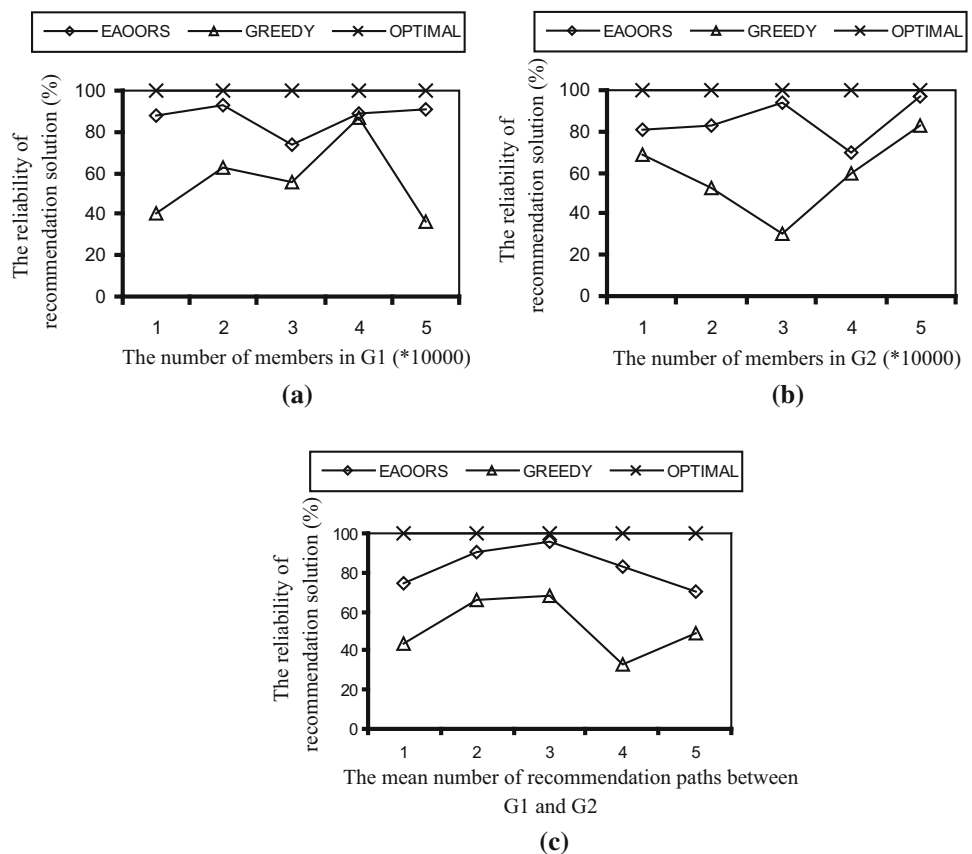 EAOORS GREEDY OPTIMAL
The reliability of
recommendation solution (%)
100
80
60
40
20
0
1 2 3 4 5
The number of members in G1 (*10000)
(a)
EAOORS GREEDY OPTIMAL
The reliability of
recommendation solution (%)
100
80
60
40
20
0
1 2 3 4 5
The number of members in G2 (*10000)
(b)
EAOORS GREEDY OPTIMAL
The reliability of
recommendation solution (%)
100
80
60
40
20
0
1 2 3 4 5
The mean number of recommendation paths between
G1 and G2
(c)